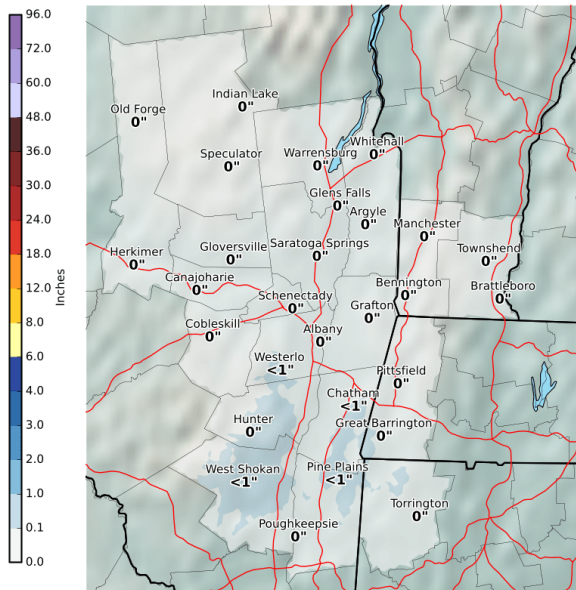 96.0
72.0
60.0
48.0
36.0
30.0
24.0
18.0
12.0
8.0
6.0
4.0
3.0
2.0
1.0
0.1
0.0
Inches
Indian Lake
0"
Old Forge
0"
Whitehall
0"
Speculator
0"
Warrensburg
0"
Glens Falls
0"
Argyle
0"
Manchester
0"
Herkimer
0"
Gloversville
0"
Saratoga Springs
0"
Townshend
0"
Canajoharie
0"
Bennington
0"
Brattleboro
0"
Schenectady
0"
Grafton
0"
Cobleskill
0"
Albany
0"
Westerlo
<1"
Pittsfield
0"
Chatham
<1"
Hunter
0"
Great Barrington
0"
West Shokan
<1"
Pine Plains
<1"
Torrington
0"
Poughkeepsie
0"